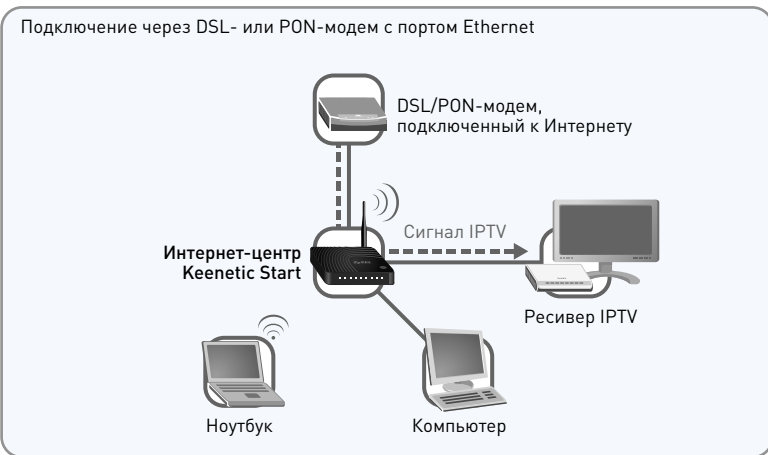 Подключение через DSL- или PON-модем с портом Ethernet
DSL/PON-модем,
подключенный к Интернету
Сигнал IPTV
Интернет-центр
Keenetic Start
ZyXEL
Ресивер IPTV
Ноутбук
Компьютер